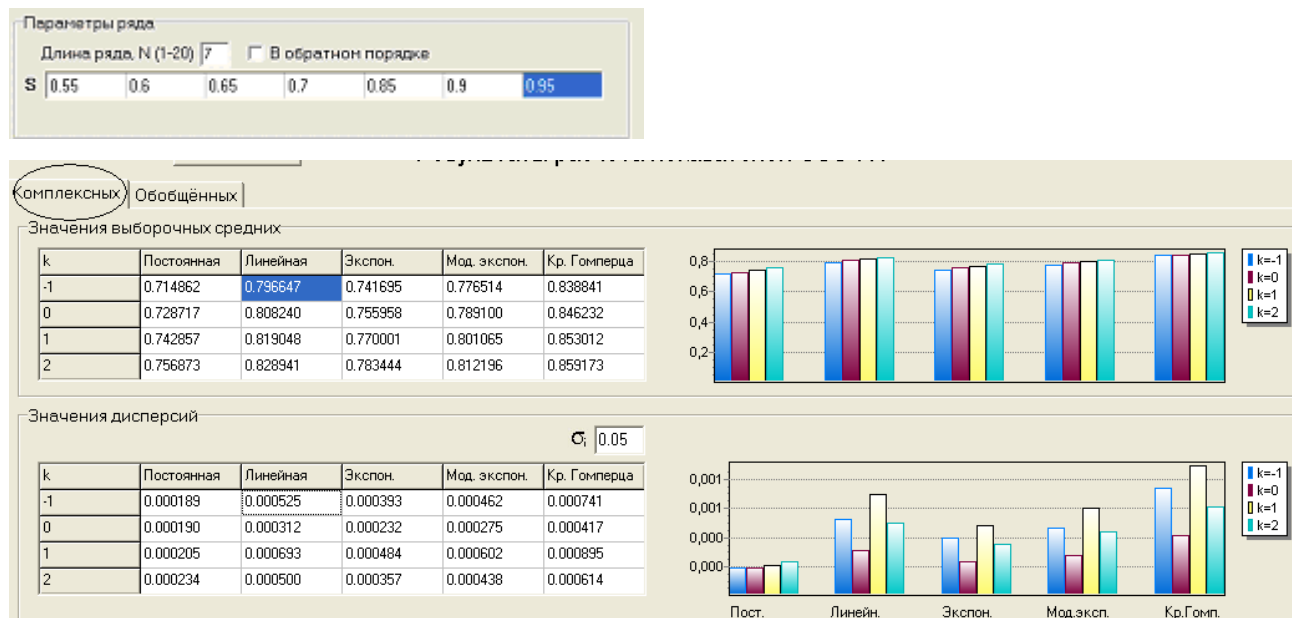 Параметры ряда
Длина ряда, N (1-20) 7 В обратном порядке
S 0.55 0.6 0.65 0.7 0.85 0.9 0.95
Комплексных Обобщённых
Значения выборочных средних
k Постоянная Линейная Экспон. Мод. экспон. Кр. Гомперца
-1 0.714862 0.796647 0.741695 0.776514 0.838841
0 0.728717 0.808240 0.755958 0.789100 0.846232
1 0.742857 0.819048 0.770001 0.801065 0.853012
2 0.756873 0.828941 0.783444 0.812196 0.859173
0,8
0,6
0,4
0,2
k=-1
k=0
k=1
k=2
Значения дисперсий
σi 0.05
k Постоянная Линейная Экспон. Мод. экспон. Кр. Гомперца
-1 0.000189 0.000525 0.000393 0.000462 0.000741
0 0.000190 0.000312 0.000232 0.000275 0.000417
1 0.000205 0.000693 0.000484 0.000602 0.000895
2 0.000234 0.000500 0.000357 0.000438 0.000614
0,001
0,001
0,000
0,000
Пост. Линейн. Экспон. Мод.эксп. Кр.Гомп.
k=-1
k=0
k=1
k=2